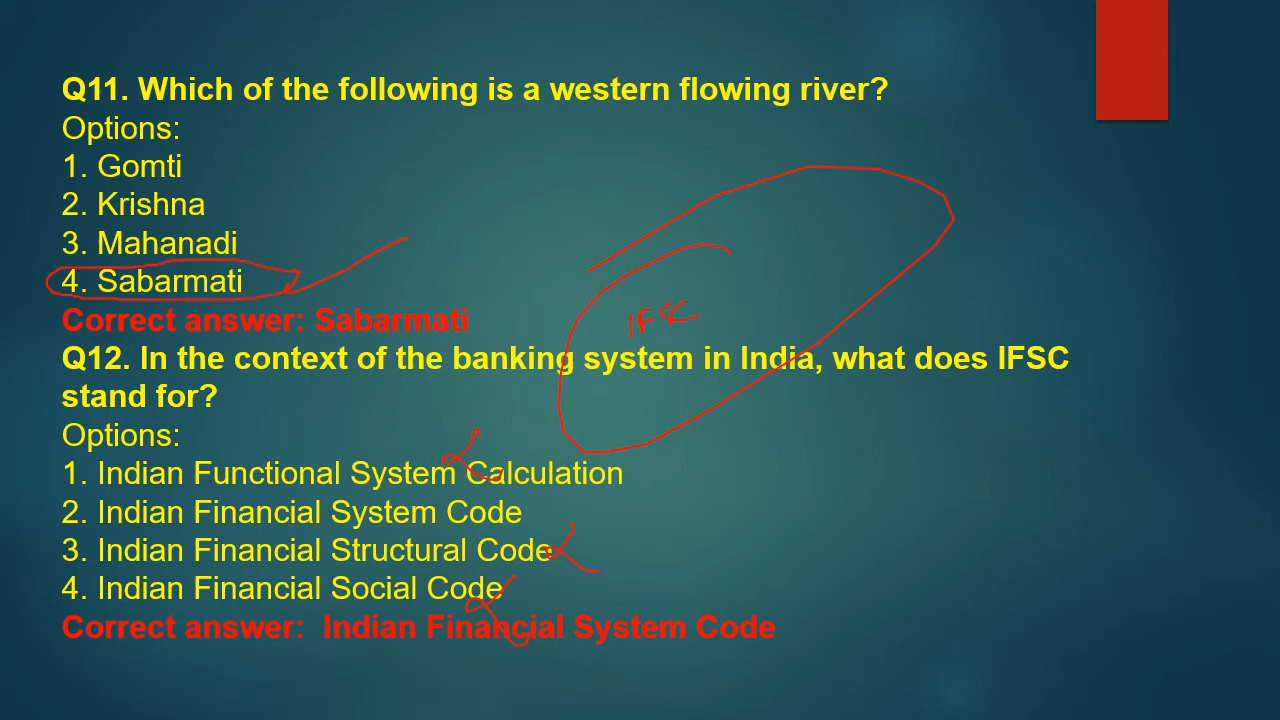 Q11. Which of the following is a western flowing river?
Options:
1. Gomti
2. Krishna
3. Mahanadi
4. Sabarmati
IFSC
Correct answer: Sabarmati
Q12. In the context of the banking system in India, what does IFSC
stand for?
Options:
1. Indian Functional System Calculation
2. Indian Financial System Code
3. Indian Financial Structural Code
4. Indian Financial Social Code
Correct answer:  Indian Financial System Code